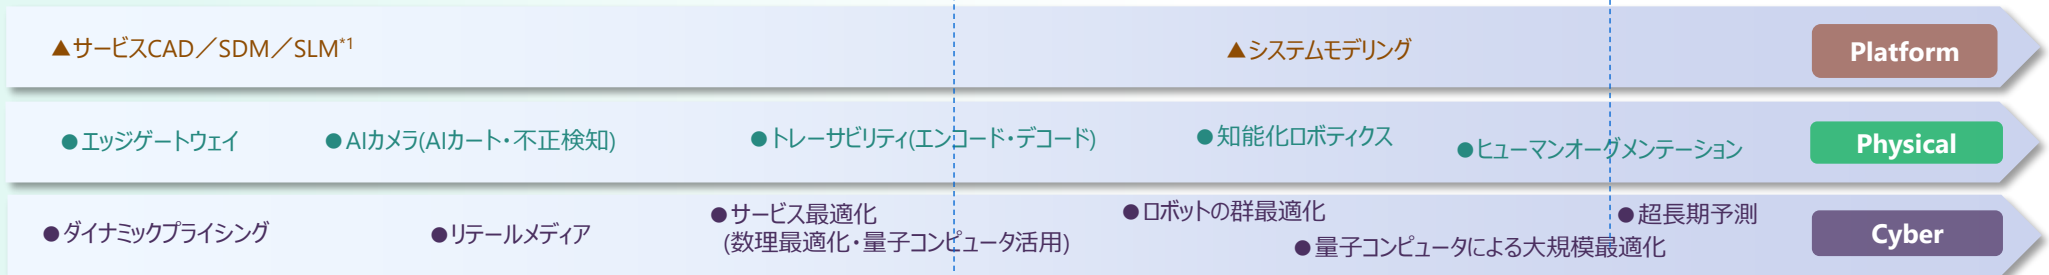 ▲サービスCAD／SDM／SLM*1
▲システムモデリング
Platform
●エッジゲートウェイ
●AIカメラ(AIカート・不正検知)
●トレーサビリティ(エンコード・デコード)
●知能化ロボティクス
●ヒューマンオーグメンテーション
Physical
●ダイナミックプライシング
●リテールメディア
●サービス最適化
(数理最適化・量子コンピュータ活用)
●ロボットの群最適化
●量子コンピュータによる大規模最適化
●超長期予測
Cyber